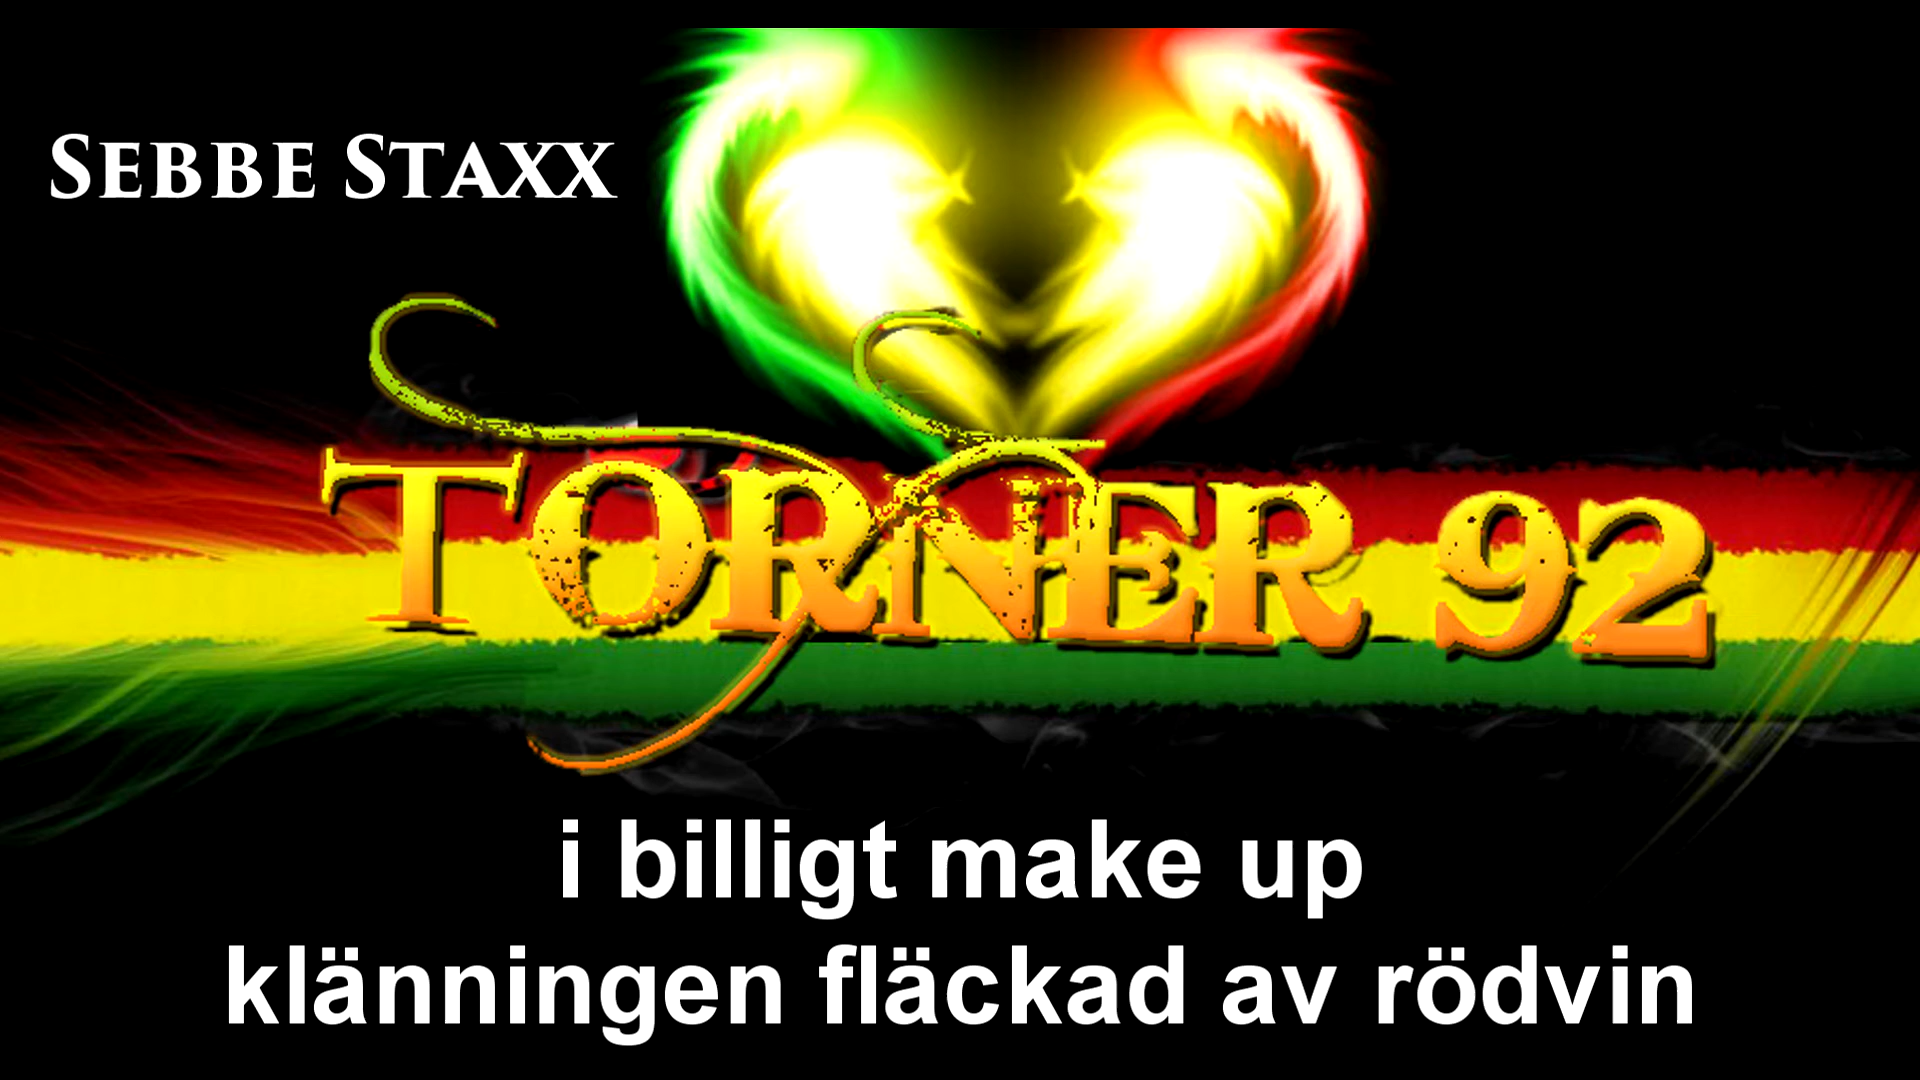 SEBBE STAXX
TORNER 92
i billigt make up
klänningen fläckad av rödvin